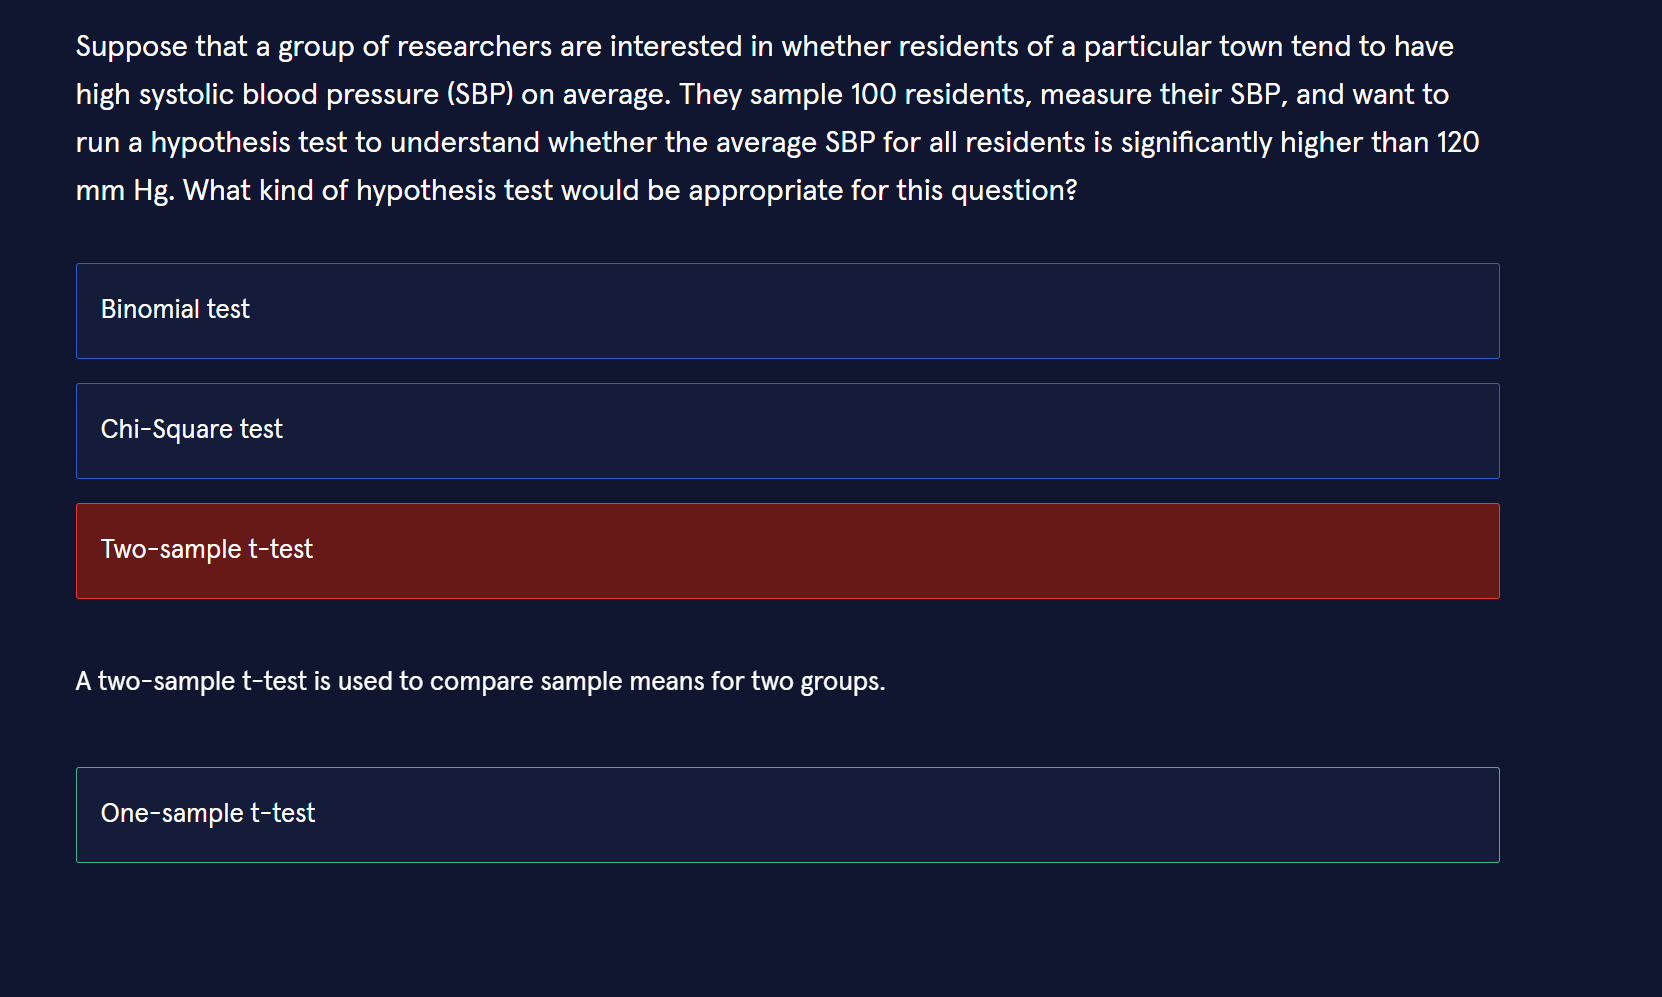 Suppose that a group of researchers are interested in whether residents of a particular town tend to have
high systolic blood pressure (SBP) on average. They sample 100 residents, measure their SBP, and want to
run a hypothesis test to understand whether the average SBP for all residents is significantly higher than 120
mm Hg. What kind of hypothesis test would be appropriate for this question?
Binomial test
Chi-Square test
Two-sample t-test
A two-sample t-test is used to compare sample means for two groups.
One-sample t-test